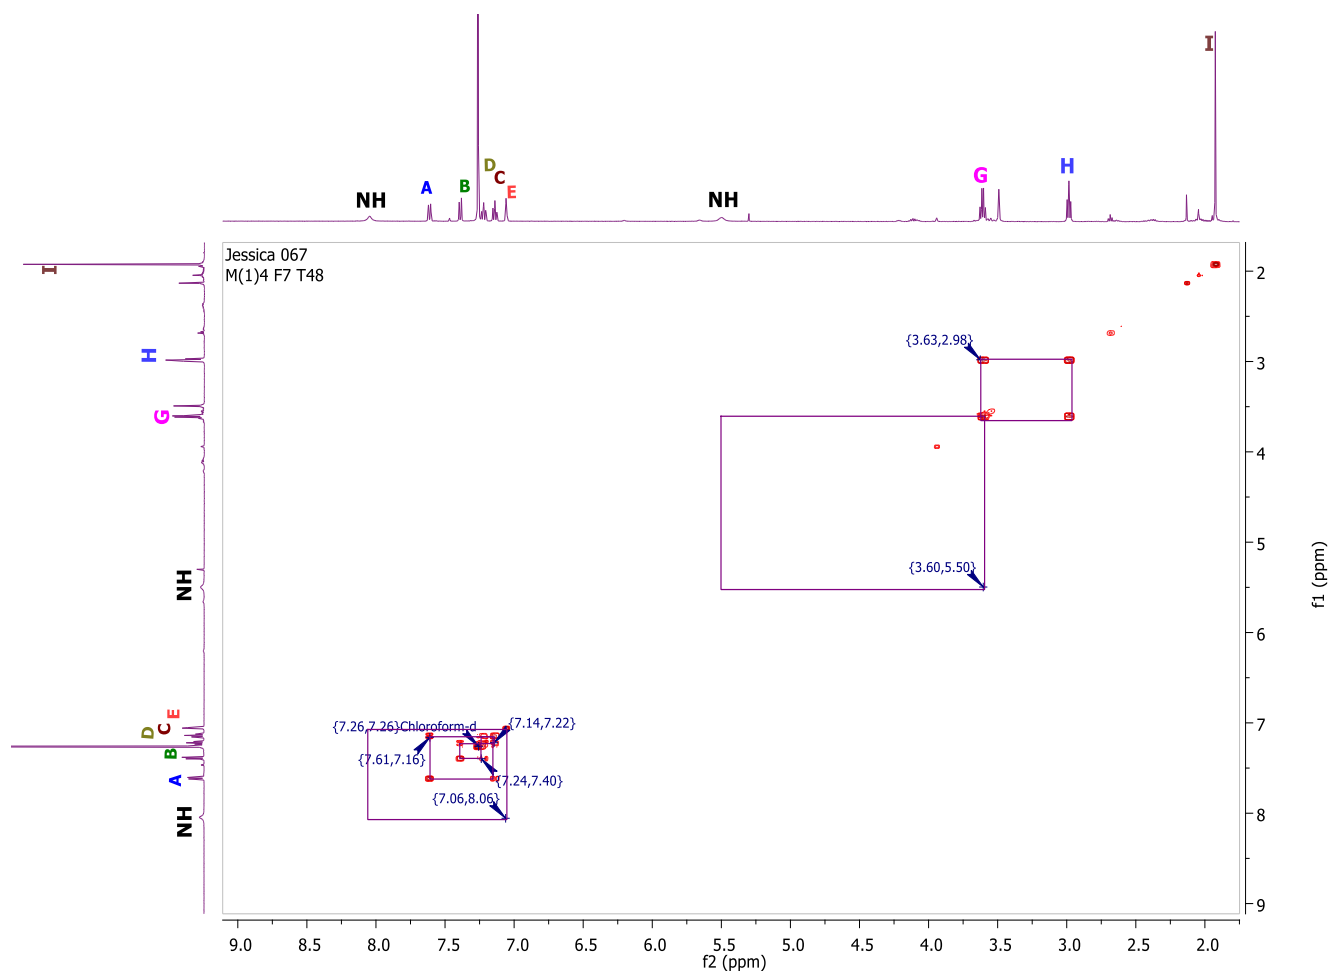 I
NH
A
B
D
C
E
NH
G
H
Jessica 067
M(1)4 F7 T48
I
H
G
NH
E
C
D
B
A
NH
{3.63,2.98}
{3.60,5.50}
{7.26,7.26}Chloroform-d
{7.14,7.22}
{7.61,7.16}
{7.24,7.40}
{7.06,8.06}
2
3
4
5
6
7
8
9
f1 (ppm)
9.0 8.5 8.0 7.5 7.0 6.5 6.0 5.5 5.0 4.5 4.0 3.5 3.0 2.5 2.0
f2 (ppm)